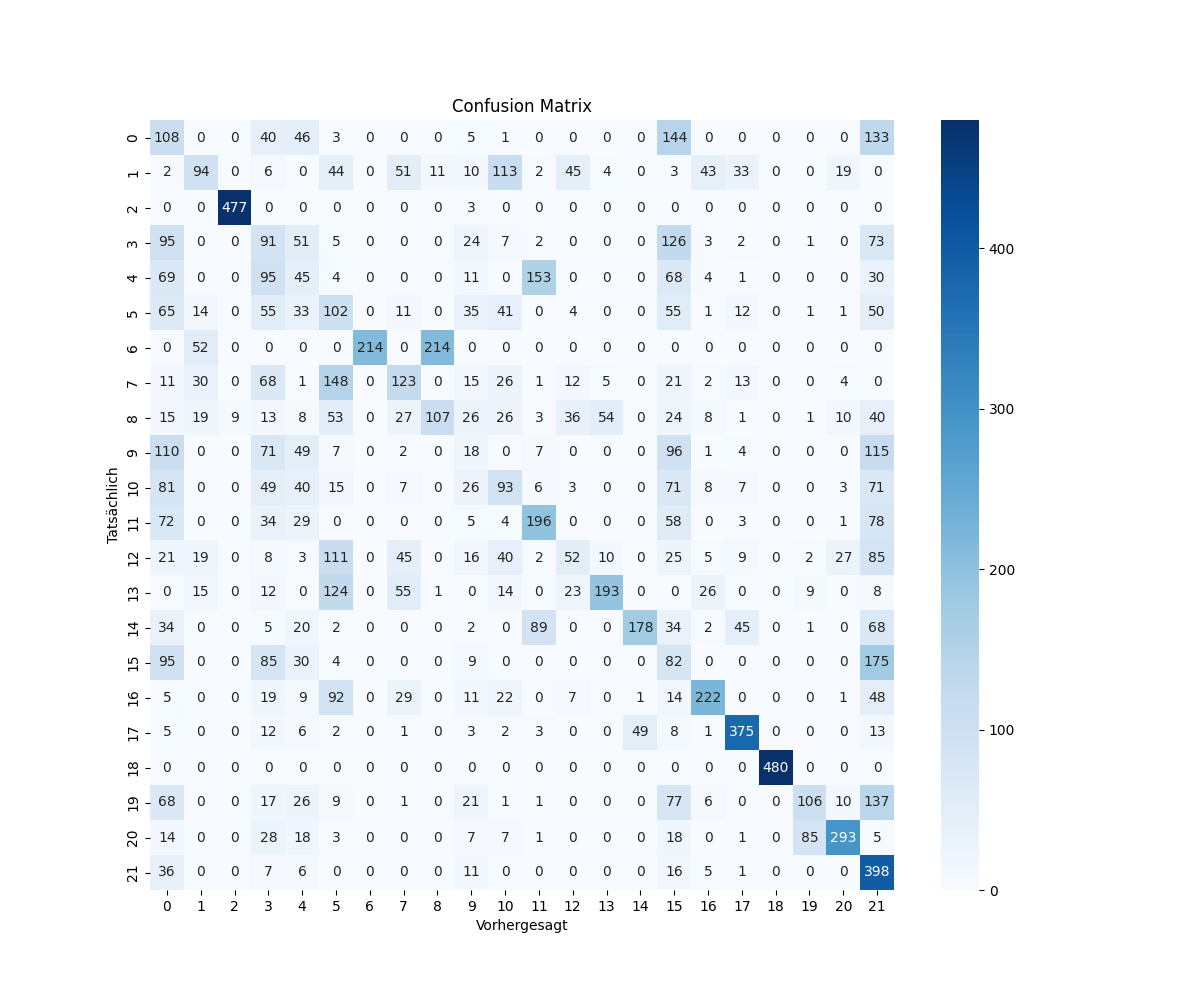 Confusion Matrix
0 108 0 0 40 46 3 0 0 0 5 1 0 0 0 0 144 0 0 0 0 0 133
1 2 94 0 6 0 44 0 51 11 10 113 2 45 4 0 3 43 33 0 0 19 0
2 0 0 477 0 0 0 0 0 0 3 0 0 0 0 0 0 0 0 0 0 0 0
3 95 0 0 91 51 5 0 0 0 24 7 2 0 0 0 126 3 2 0 1 0 73
4 69 0 0 95 45 4 0 0 0 11 0 153 0 0 0 68 4 1 0 0 0 30
5 65 14 0 55 33 102 0 11 0 35 41 0 4 0 0 55 1 12 0 1 1 50
6 0 52 0 0 0 0 214 0 214 0 0 0 0 0 0 0 0 0 0 0 0 0
7 11 30 0 68 1 148 0 123 0 15 26 1 12 5 0 21 2 13 0 0 4 0
8 15 19 9 13 8 53 0 27 107 26 26 3 36 54 0 24 8 1 0 1 10 40
9 110 0 0 71 49 7 0 2 0 18 0 7 0 0 0 96 1 4 0 0 0 115
10 81 0 0 49 40 15 0 7 0 26 93 6 3 0 0 71 8 7 0 0 3 71
11 72 0 0 34 29 0 0 0 0 5 4 196 0 0 0 58 0 3 0 0 1 78
12 21 19 0 8 3 111 0 45 0 16 40 2 52 10 0 25 5 9 0 2 27 85
13 0 15 0 12 0 124 0 55 1 0 14 0 23 193 0 0 26 0 0 9 0 8
14 34 0 0 5 20 2 0 0 0 2 0 89 0 0 178 34 2 45 0 1 0 68
15 95 0 0 85 30 4 0 0 0 9 0 0 0 0 0 82 0 0 0 0 0 175
16 5 0 0 19 9 92 0 29 0 11 22 0 7 0 1 14 222 0 0 0 1 48
17 5 0 0 12 6 2 0 1 0 3 2 3 0 0 49 8 1 375 0 0 0 13
18 0 0 0 0 0 0 0 0 0 0 0 0 0 0 0 0 0 0 480 0 0 0
19 68 0 0 17 26 9 0 1 0 21 1 1 0 0 0 77 6 0 0 106 10 137
20 14 0 0 28 18 3 0 0 0 7 7 1 0 0 0 18 0 1 0 85 293 5
21 36 0 0 7 6 0 0 0 0 11 0 0 0 0 0 16 5 1 0 0 0 398
0 1 2 3 4 5 6 7 8 9 10 11 12 13 14 15 16 17 18 19 20 21
Vorhergesagt
Tatsächlich
400
300
200
100
0